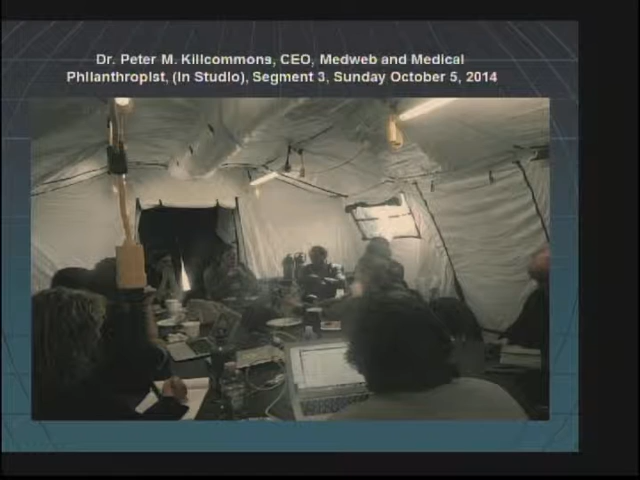 Dr. Peter M. Killcommons, CEO, Medweb and Medical
Philanthropist, (In Studio), Segment 3, Sunday October 5, 2014